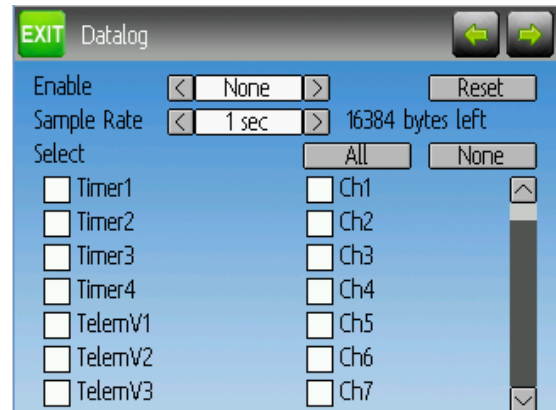 EXIT Datalog
Enable < None > Reset
Sample Rate < 1 sec > 16384 bytes left
Select All None
Timer1 Ch1
Timer2 Ch2
Timer3 Ch3
Timer4 Ch4
TelemV1 Ch5
TelemV2 Ch6
TelemV3 Ch7